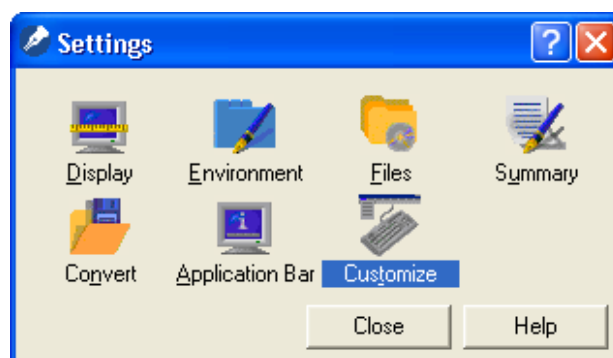 Settings
Display Environment Files Summary
Convert Application Bar Customize
Close Help